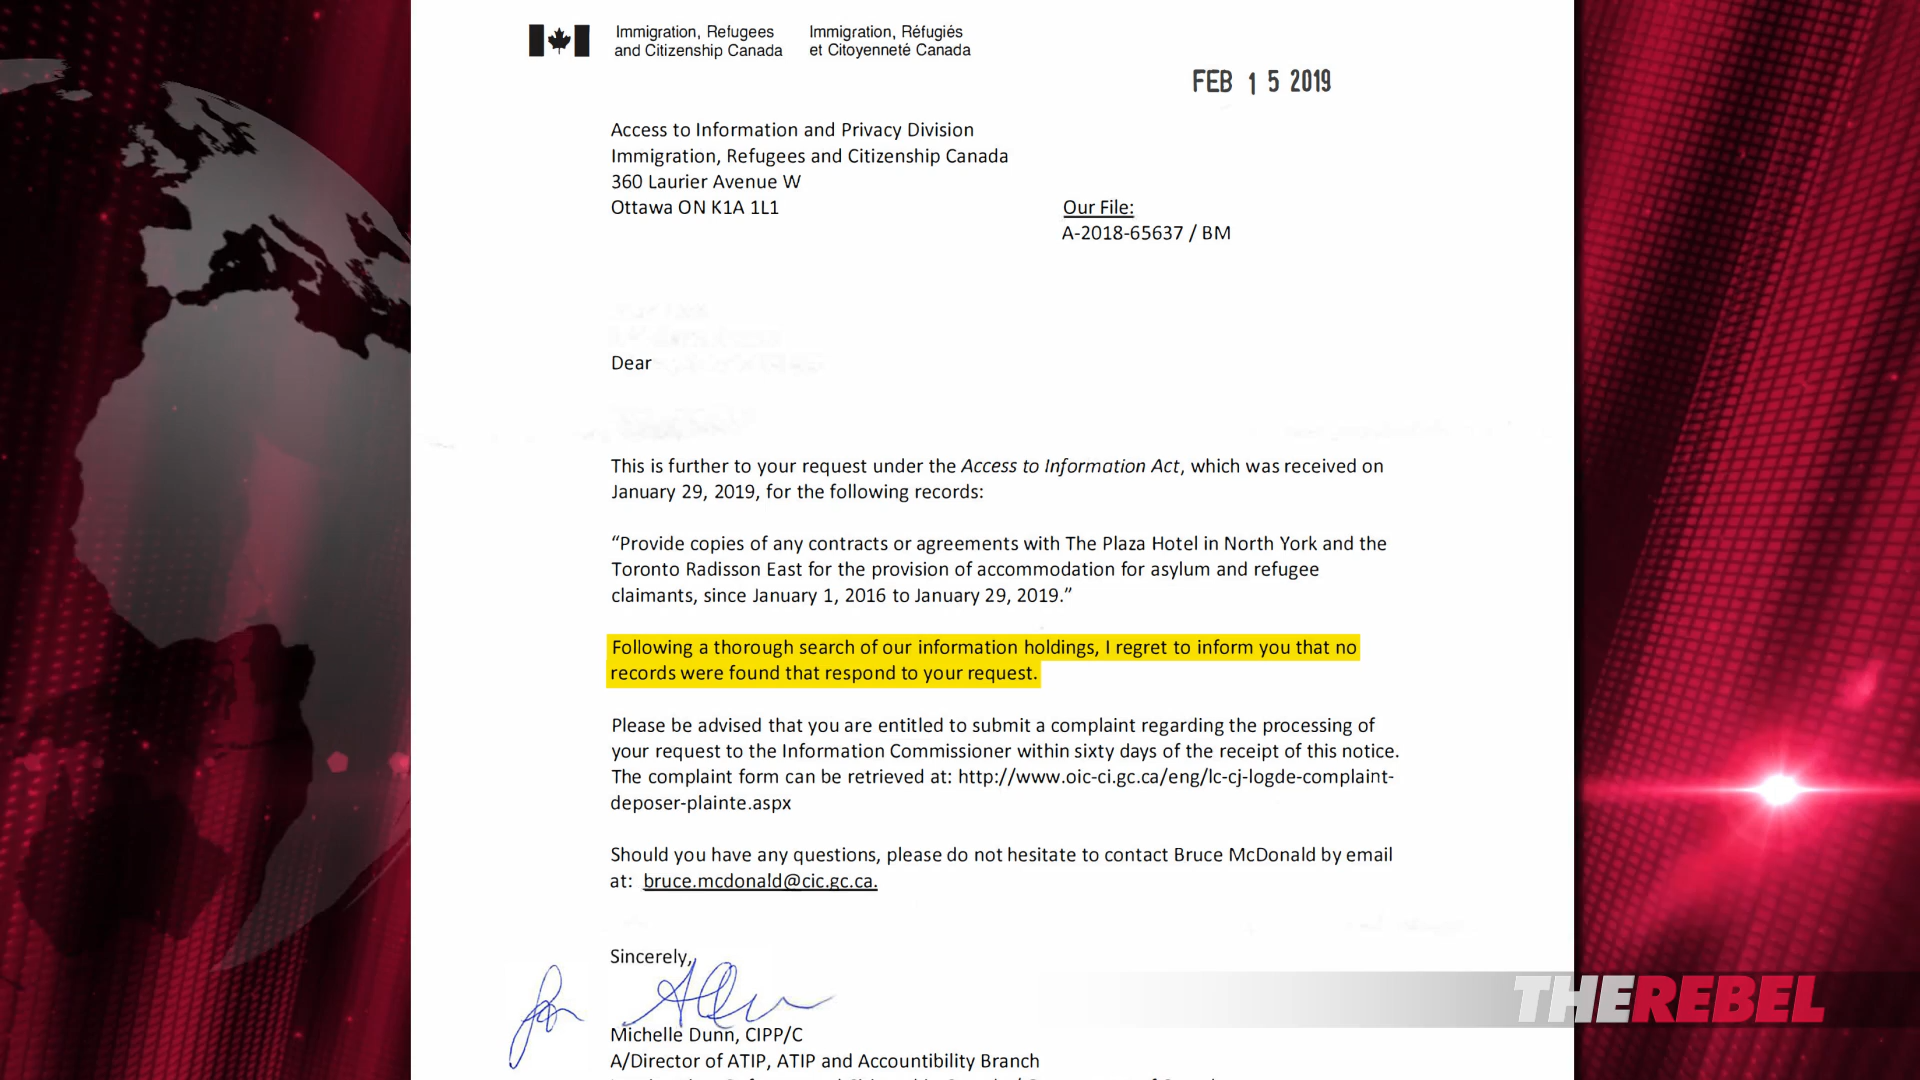 Immigration, Refugees
and Citizenship Canada
Immigration, Réfugiés
et Citoyenneté Canada
FEB 15 2019
Access to Information and Privacy Division
Immigration, Refugees and Citizenship Canada
360 Laurier Avenue W
Ottawa ON K1A 1L1
Our File:
A-2018-65637 / BM
Dear
This is further to your request under the Access to Information Act, which was received on
January 29, 2019, for the following records:
“Provide copies of any contracts or agreements with The Plaza Hotel in North York and the
Toronto Radisson East for the provision of accommodation for asylum and refugee
claimants, since January 1, 2016 to January 29, 2019.”
Following a thorough search of our information holdings, I regret to inform you that no
records were found that respond to your request.
Please be advised that you are entitled to submit a complaint regarding the processing of
your request to the Information Commissioner within sixty days of the receipt of this notice.
The complaint form can be retrieved at: http://www.oic-ci.gc.ca/eng/lc-cj-logde-complaint-
deposer-plainte.aspx
Should you have any questions, please do not hesitate to contact Bruce McDonald by email
at: bruce.mcdonald@cic.gc.ca.
Sincerely,
Michelle Dunn, CIPP/C
A/Director of ATIP, ATIP and Accountibility Branch
THEREBEL